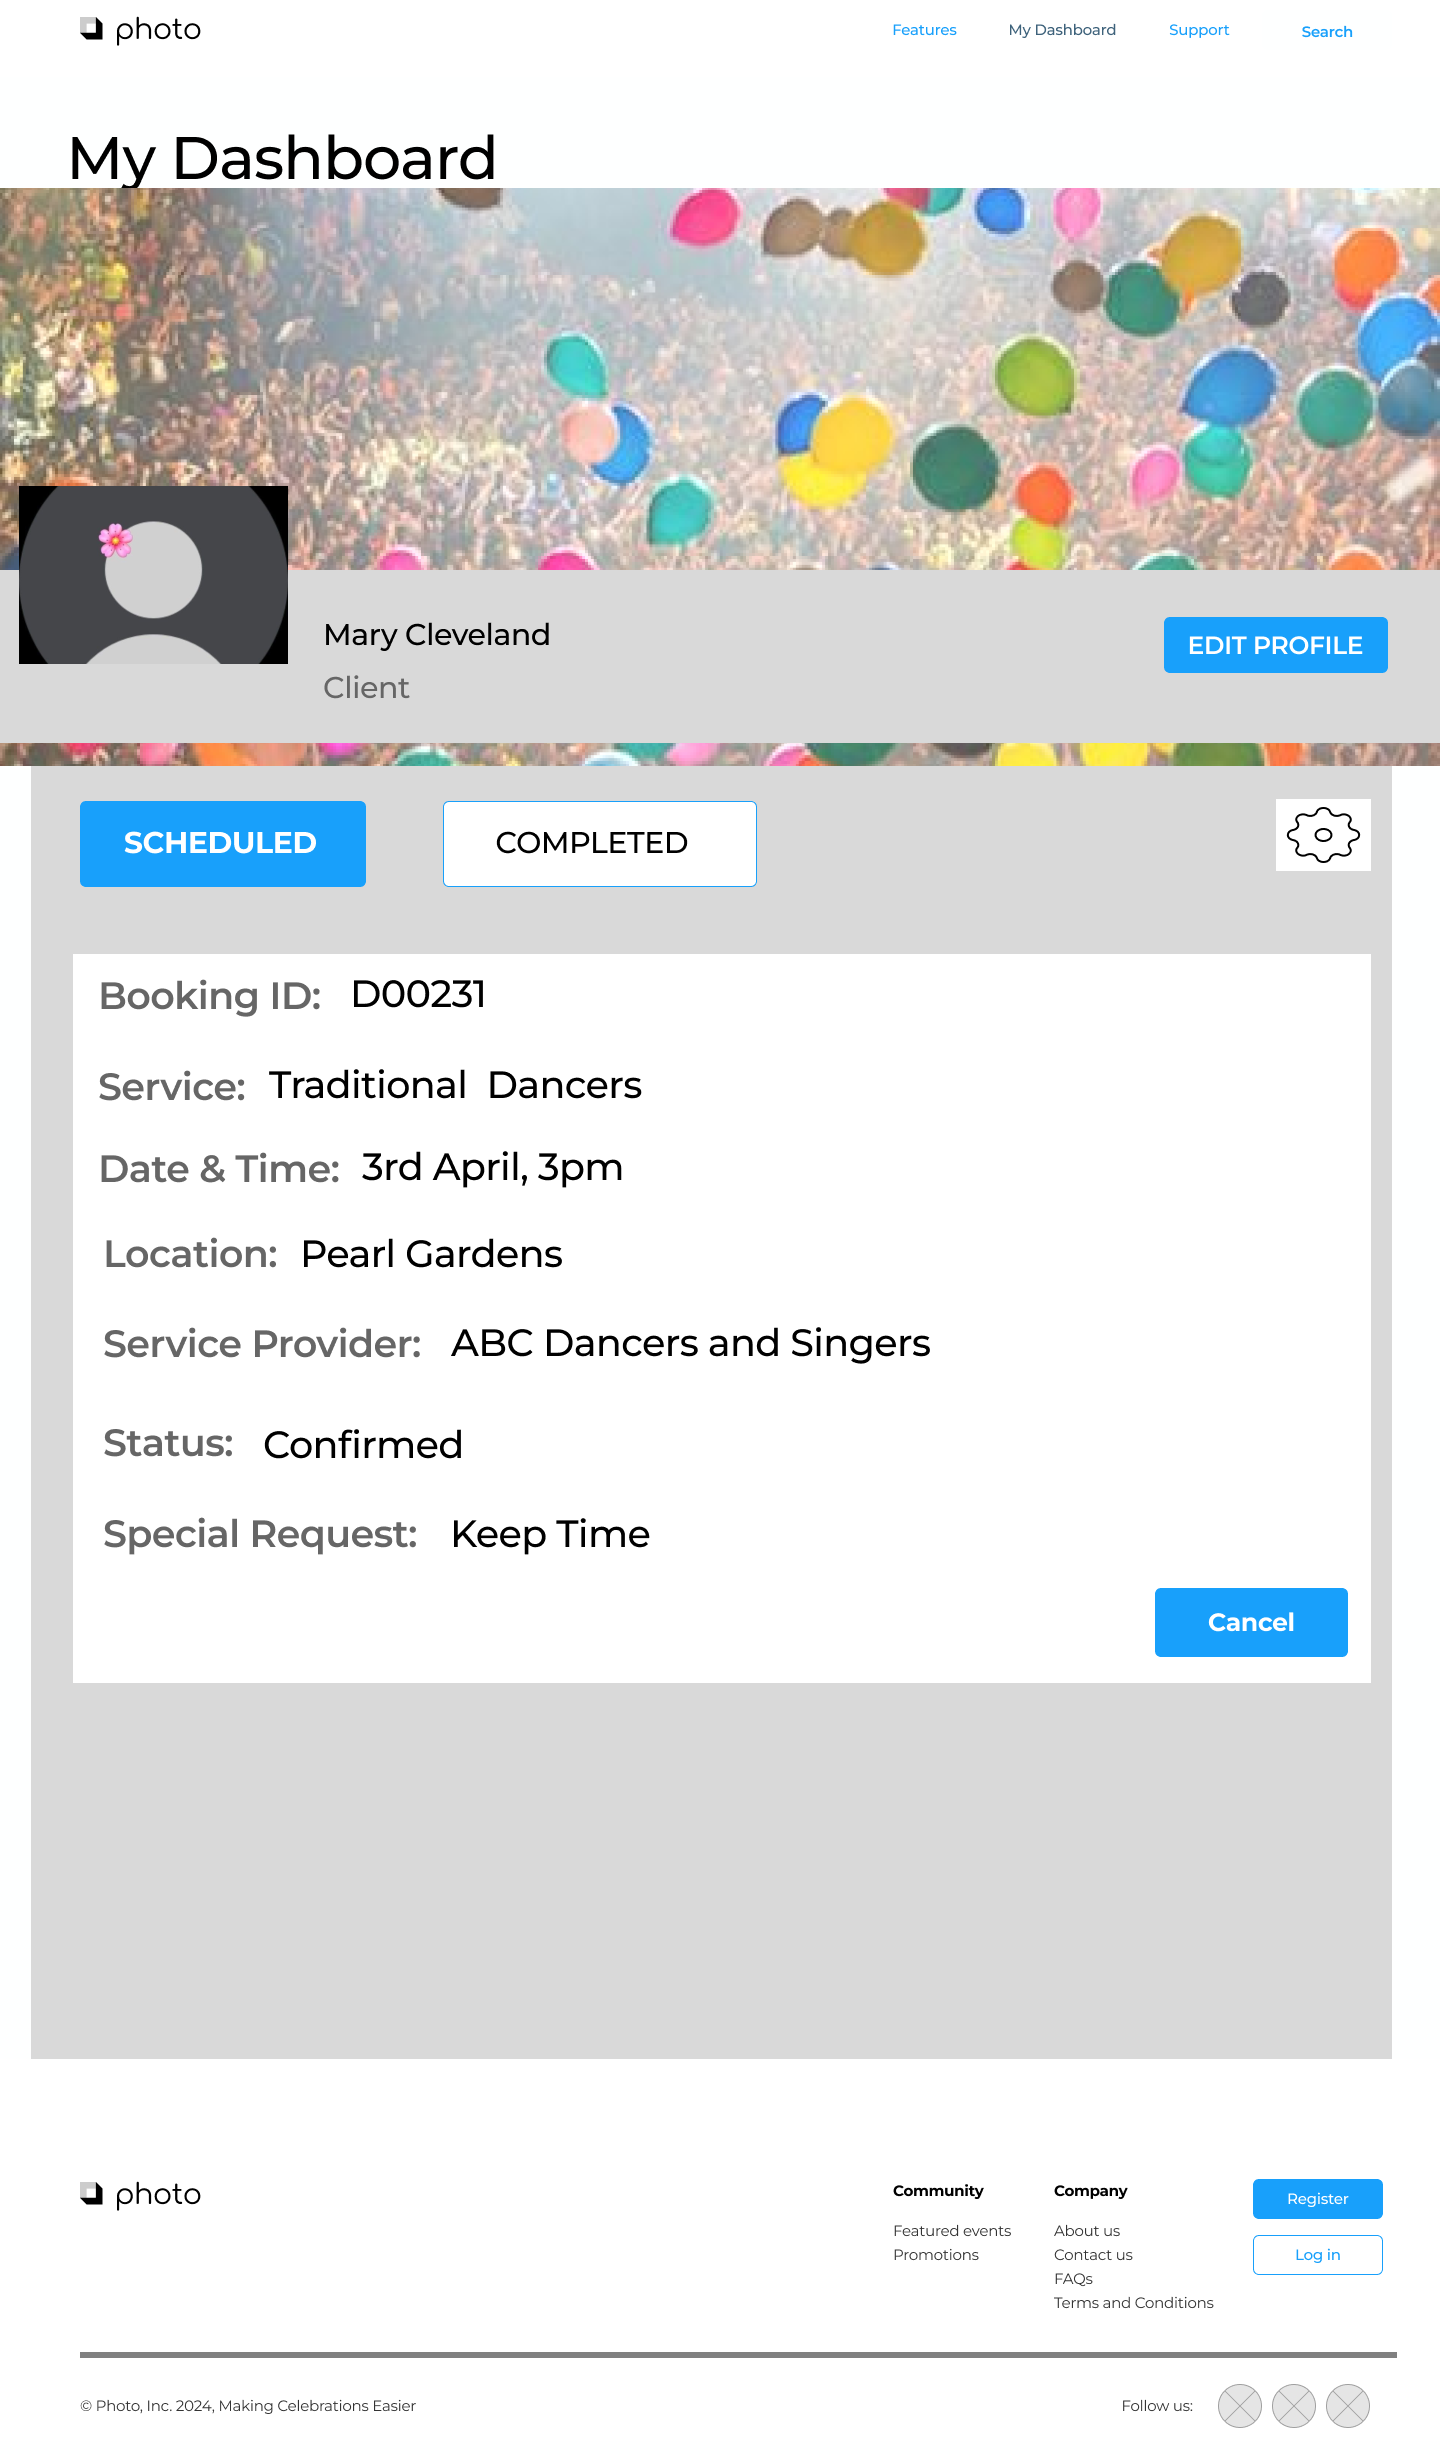 photo
Features
My Dashboard
Support
Search
My Dashboard
Mary Cleveland
Client
EDIT PROFILE
SCHEDULED
COMPLETED
Booking ID: D00231
Service: Traditional  Dancers
Date & Time: 3rd April, 3pm
Location: Pearl Gardens
Service Provider: ABC Dancers and Singers
Status: Confirmed
Special Request: Keep Time
Cancel
photo
Community
Featured events
Promotions
Company
About us
Contact us
FAQs
Terms and Conditions
Register
Log in
© Photo, Inc. 2024, Making Celebrations Easier
Follow us: